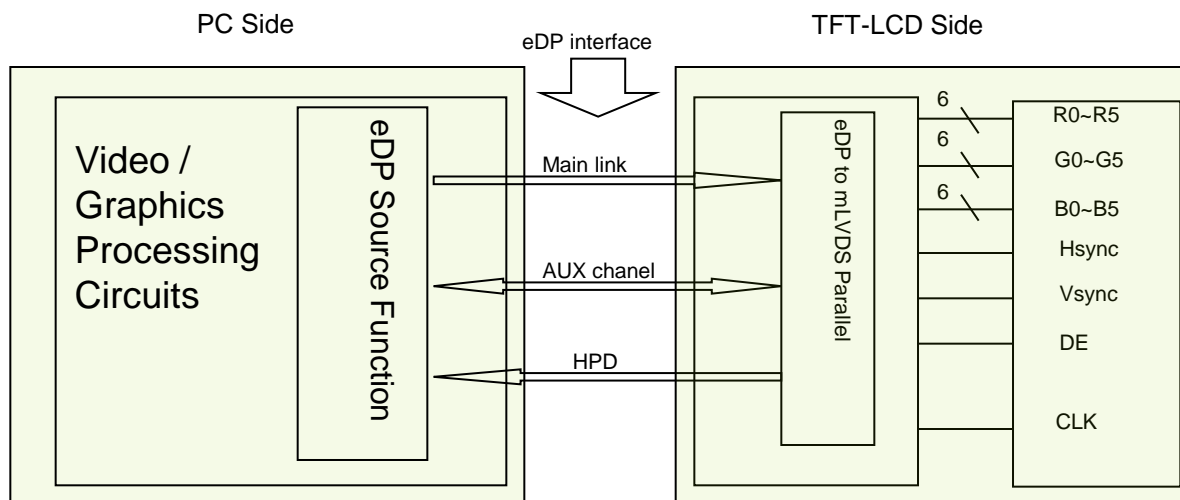 PC Side
eDP interface
TFT-LCD Side
Video /
Graphics
Processing
Circuits
eDP Source Function
Main link
AUX chanel
HPD
eDP to mLVDS Parallel
6
R0~R5
6
G0~G5
6
B0~B5
Hsync
Vsync
DE
CLK